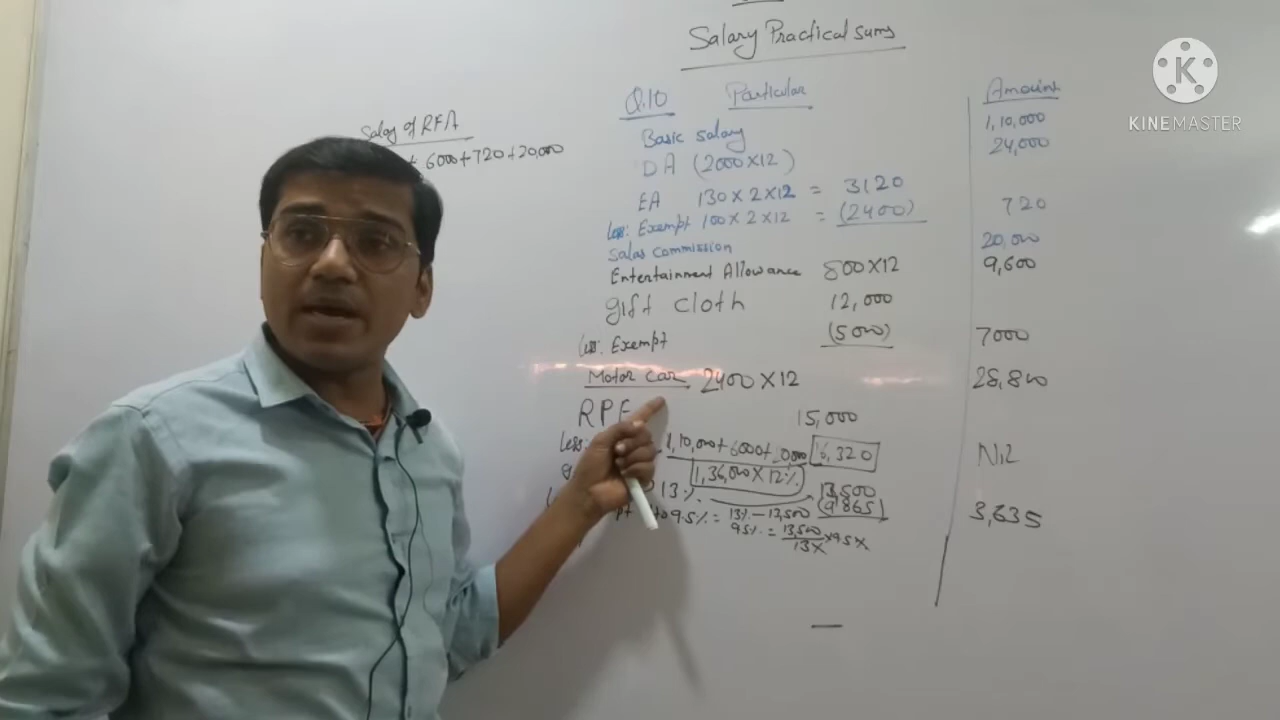 Salary Practical sums
K
KINEMASTER
Salary of RFA
+ 6000+720+20,000
Q.10 Particular Amount
Basic salary 1,10,000
DA (2000×12) 24,000
EA 130×2×12 = 3120
Less: Exempt 100×2×12 = (2400) 720
Sales commission 20,000
Entertainment Allowance 800×12 9,600
gift cloth 12,000
Less: Exempt (5000) 7000
Motor car 2400×12 28,800
RPF 15,000
Less: 1,10,000+6000+ 16,320 Nil
1,36,000×12%
13% 13,500
to 9.5% = 13% – 13,500 (9865) 3,635
9.5% = 13,500 × 9.5%
13%